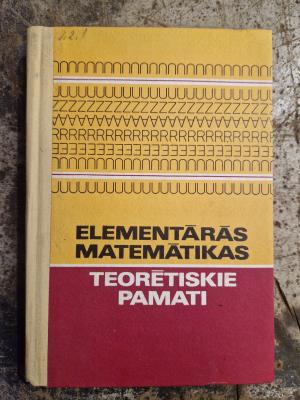 ELEMENTĀRĀS
MATEMĀTIKAS
TEORĒTISKIE
PAMATI